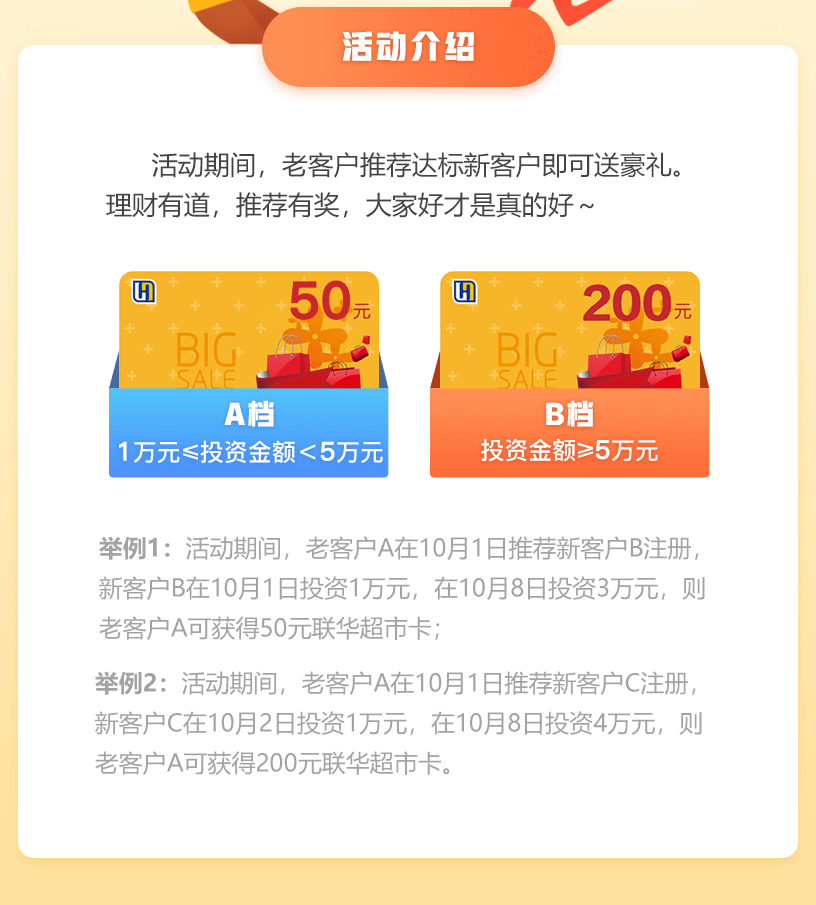 活动介绍
活动期间，老客户推荐达标新客户即可送豪礼。
理财有道，推荐有奖，大家好才是真的好～
H
50元
BIG
SALE
A档
1万元≤投资金额＜5万元
H
200元
BIG
SALE
B档
投资金额≥5万元
举例1：活动期间，老客户A在10月1日推荐新客户B注册，
新客户B在10月1日投资1万元，在10月8日投资3万元，则
老客户A可获得50元联华超市卡；
举例2：活动期间，老客户A在10月1日推荐新客户C注册，
新客户C在10月2日投资1万元，在10月8日投资4万元，则
老客户A可获得200元联华超市卡。